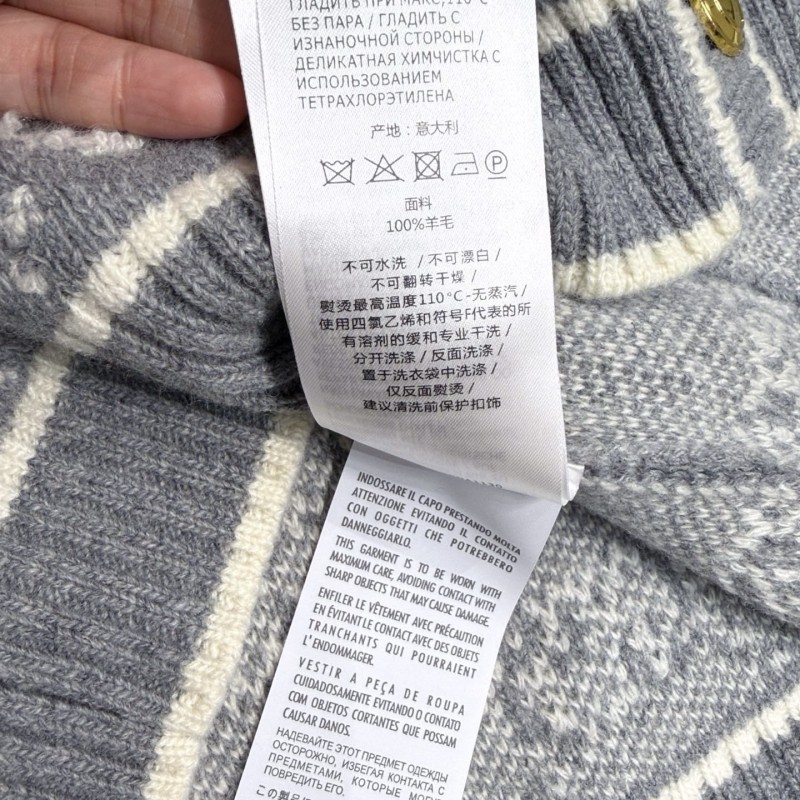 ГЛАДИТЬ ПРИ МАКС,110°C
БЕЗ ПАРА / ГЛАДИТЬ С
ИЗНАНОЧНОЙ СТОРОНЫ /
ДЕЛИКАТНАЯ ХИМЧИСТКА С
ИСПОЛЬЗОВАНИЕМ
ТЕТРАХЛОРЭТИЛЕНА
产地：意大利
P
面料
100%羊毛
不可水洗 / 不可漂白 /
不可翻转干燥 /
熨烫最高温度110°C-无蒸汽 /
使用四氯乙烯和符号F代表的所
有溶剂的缓和专业干洗 /
分开洗涤 / 反面洗涤 /
置于洗衣袋中洗涤 /
仅反面熨烫 /
建议清洗前保护扣饰
INDOSSARE IL CAPO PRESTANDO MOLTA
ATTENZIONE EVITANDO IL CONTATTO
CON OGGETTI CHE POTREBBERO
DANNEGGIARLO.
THIS GARMENT IS TO BE WORN WITH
MAXIMUM CARE, AVOIDING CONTACT WITH
SHARP OBJECTS THAT MAY CAUSE DAMAGE.
ENFILER LE VÊTEMENT AVEC PRÉCAUTION
EN ÉVITANT LE CONTACT AVEC DES OBJETS
TRANCHANTS QUI POURRAIENT
L'ENDOMMAGER.
VESTIR A PEÇA DE ROUPA
CUIDADOSAMENTE EVITANDO O CONTATO
COM OBJETOS CORTANTES QUE POSSAM
CAUSAR DANOS.
НАДЕВАЙТЕ ЭТОТ ПРЕДМЕТ ОДЕЖДЫ
ОСТОРОЖНО, ИЗБЕГАЯ КОНТАКТА С
ПРЕДМЕТАМИ, КОТОРЫЕ МОГУТ
ПОВРЕДИТЬ ЕГО.
この製品